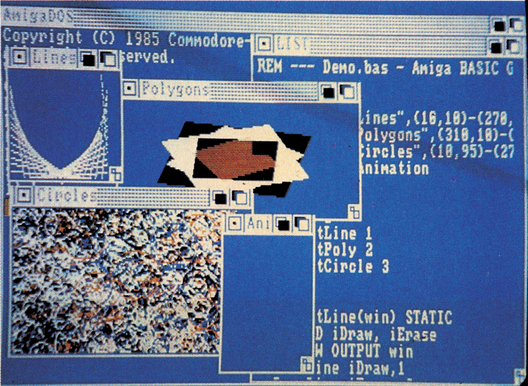 AmigaDOS
Copyright (C) 1985 Commodore-
served.
LIST
Lines
REM --- Demo.bas - Amiga BASIC G
Polygons
ines",(16,10)-(270,
olygons",(310,10)-(
ircles",(10,95)-(27
nimation
Circles
Ani
tLine 1
tPoly 2
tCircle 3
tLine(win) STATIC
D iDraw, iErase
W OUTPUT win
ine iDraw,1